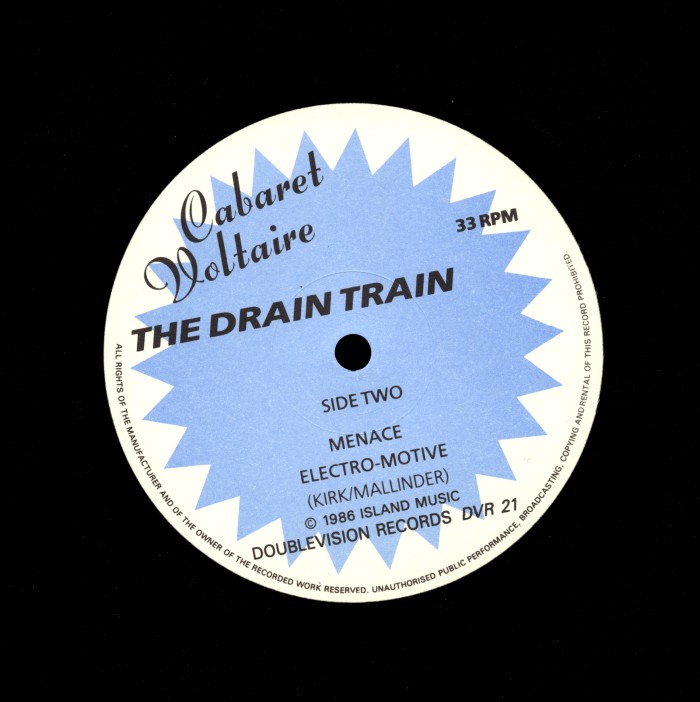 Cabaret
Voltaire
33 RPM
THE DRAIN TRAIN
SIDE TWO
MENACE
ELECTRO-MOTIVE
(KIRK/MALLINDER)
© 1986 ISLAND MUSIC
DOUBLEVISION RECORDS DVR 21
ALL RIGHTS OF THE MANUFACTURER AND OF THE OWNER OF THE RECORDED WORK RESERVED. UNAUTHORISED PUBLIC PERFORMANCE, BROADCASTING, COPYING AND RENTAL OF THIS RECORD PROHIBITED.